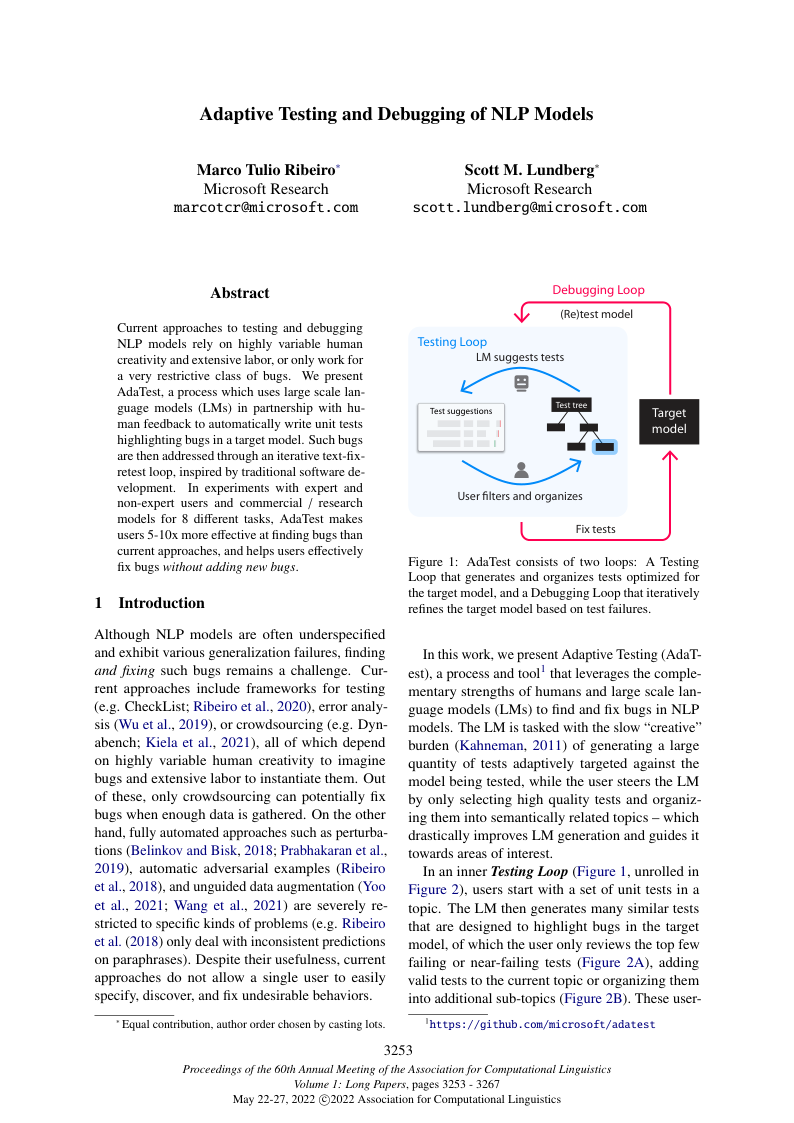 Adaptive Testing and Debugging of NLP Models
Marco Tulio Ribeiro*
Microsoft Research
marcotcr@microsoft.com
Scott M. Lundberg*
Microsoft Research
scott.lundberg@microsoft.com
Abstract
Current approaches to testing and debugging
NLP models rely on highly variable human
creativity and extensive labor, or only work for
a very restrictive class of bugs. We present
AdaTest, a process which uses large scale lan-
guage models (LMs) in partnership with hu-
man feedback to automatically write unit tests
highlighting bugs in a target model. Such bugs
are then addressed through an iterative text-fix-
retest loop, inspired by traditional software de-
velopment. In experiments with expert and
non-expert users and commercial / research
models for 8 different tasks, AdaTest makes
users 5-10x more effective at finding bugs than
current approaches, and helps users effectively
fix bugs without adding new bugs.
1 Introduction
Although NLP models are often underspecified
and exhibit various generalization failures, finding
and fixing such bugs remains a challenge. Cur-
rent approaches include frameworks for testing
(e.g. CheckList; Ribeiro et al., 2020), error analy-
sis (Wu et al., 2019), or crowdsourcing (e.g. Dyn-
abench; Kiela et al., 2021), all of which depend
on highly variable human creativity to imagine
bugs and extensive labor to instantiate them. Out
of these, only crowdsourcing can potentially fix
bugs when enough data is gathered. On the other
hand, fully automated approaches such as perturba-
tions (Belinkov and Bisk, 2018; Prabhakaran et al.,
2019), automatic adversarial examples (Ribeiro
et al., 2018), and unguided data augmentation (Yoo
et al., 2021; Wang et al., 2021) are severely re-
stricted to specific kinds of problems (e.g. Ribeiro
et al. (2018) only deal with inconsistent predictions
on paraphrases). Despite their usefulness, current
approaches do not allow a single user to easily
specify, discover, and fix undesirable behaviors.
* Equal contribution, author order chosen by casting lots.
Debugging Loop
(Re)test model
Testing Loop
LM suggests tests
Test suggestions
Test tree
Target
model
User filters and organizes
Fix tests
Figure 1: AdaTest consists of two loops: A Testing
Loop that generates and organizes tests optimized for
the target model, and a Debugging Loop that iteratively
refines the target model based on test failures.
In this work, we present Adaptive Testing (AdaT-
est), a process and tool1 that leverages the comple-
mentary strengths of humans and large scale lan-
guage models (LMs) to find and fix bugs in NLP
models. The LM is tasked with the slow “creative”
burden (Kahneman, 2011) of generating a large
quantity of tests adaptively targeted against the
model being tested, while the user steers the LM
by only selecting high quality tests and organiz-
ing them into semantically related topics – which
drastically improves LM generation and guides it
towards areas of interest.
In an inner Testing Loop (Figure 1, unrolled in
Figure 2), users start with a set of unit tests in a
topic. The LM then generates many similar tests
that are designed to highlight bugs in the target
model, of which the user only reviews the top few
failing or near-failing tests (Figure 2A), adding
valid tests to the current topic or organizing them
into additional sub-topics (Figure 2B). These user-
1https://github.com/microsoft/adatest
3253
Proceedings of the 60th Annual Meeting of the Association for Computational Linguistics
Volume 1: Long Papers, pages 3253 - 3267
May 22-27, 2022 ©2022 Association for Computational Linguistics